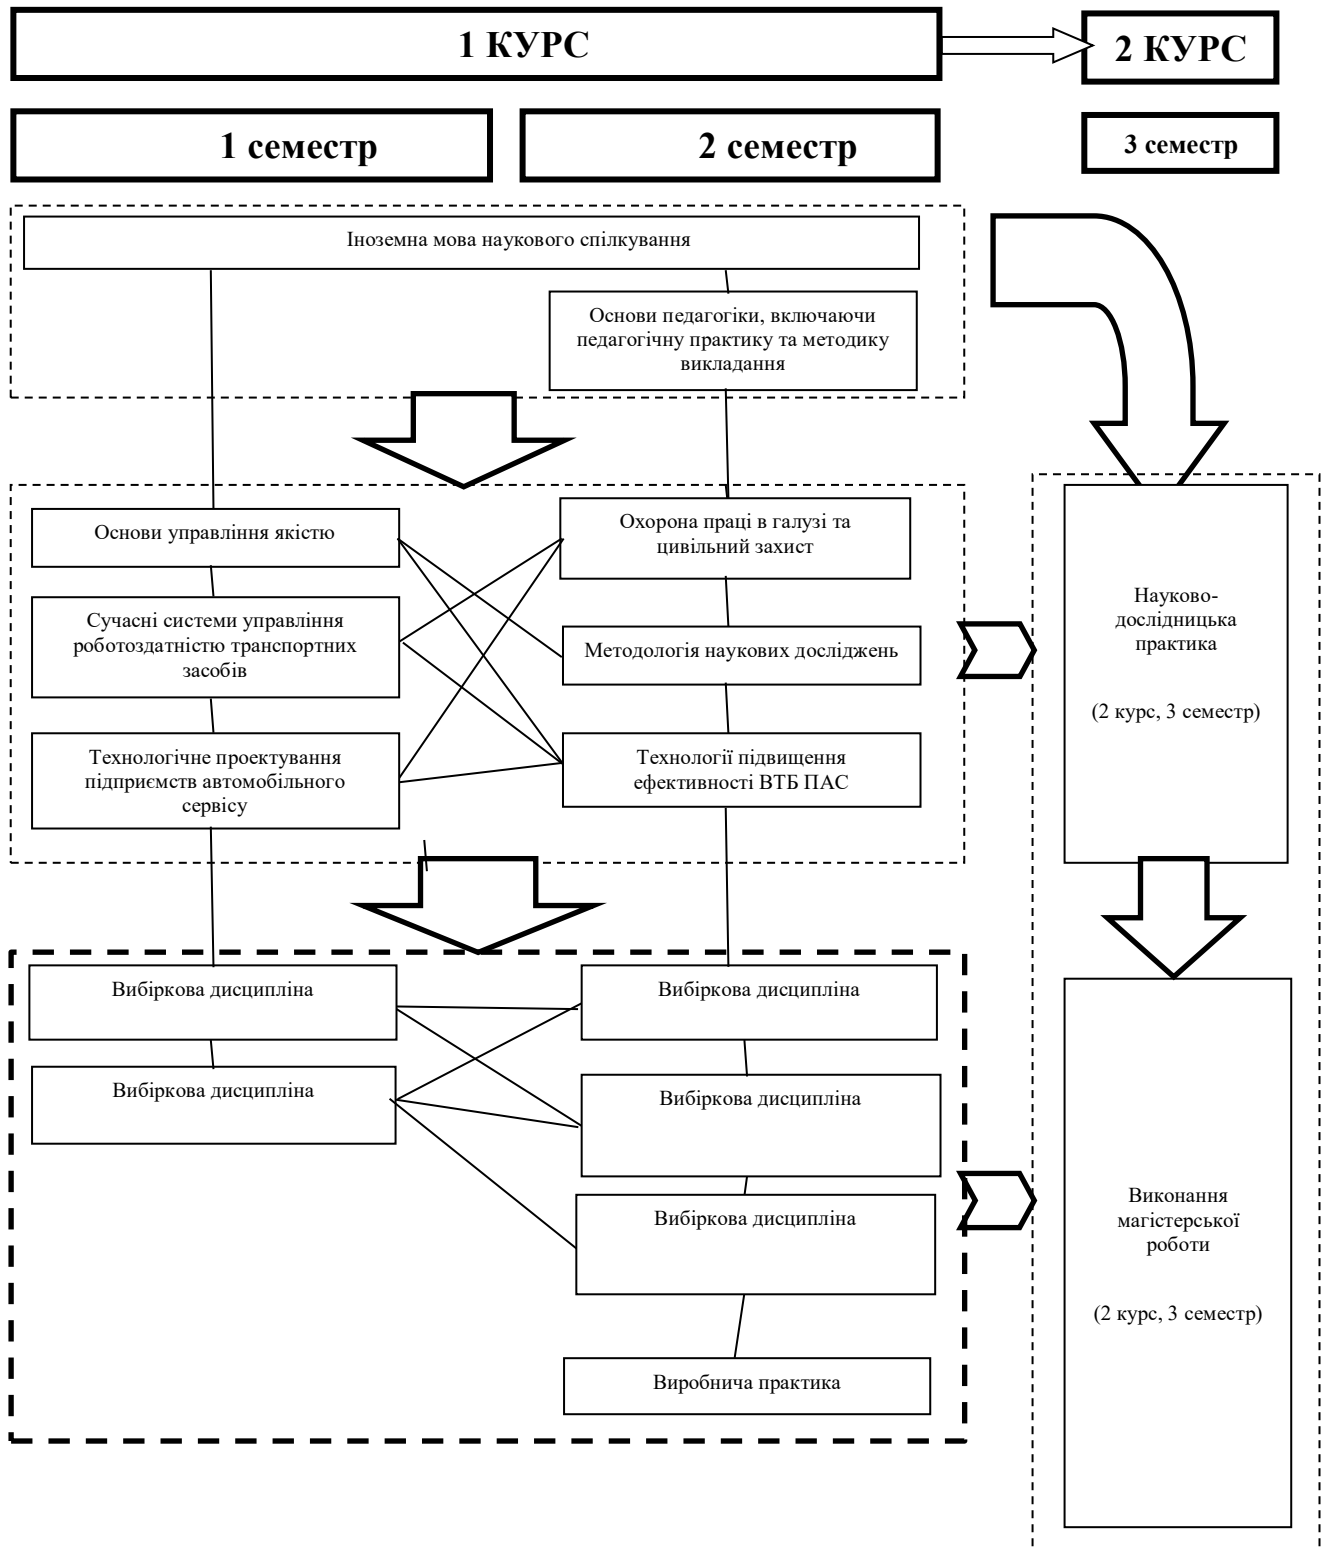 1 КУРС
2 КУРС
1 семестр
2 семестр
3 семестр
Іноземна мова наукового спілкування
Основи педагогіки, включаючи
педагогічну практику та методику
викладання
Основи управління якістю
Сучасні системи управління
роботоздатністю транспортних
засобів
Технологічне проектування
підприємств автомобільного
сервісу
Охорона праці в галузі та
цивільний захист
Методологія наукових досліджень
Технології підвищення
ефективності ВТБ ПАС
Науково-
дослідницька
практика
(2 курс, 3 семестр)
Вибіркова дисципліна
Вибіркова дисципліна
Вибіркова дисципліна
Вибіркова дисципліна
Вибіркова дисципліна
Виробнича практика
Виконання
магістерської
роботи
(2 курс, 3 семестр)